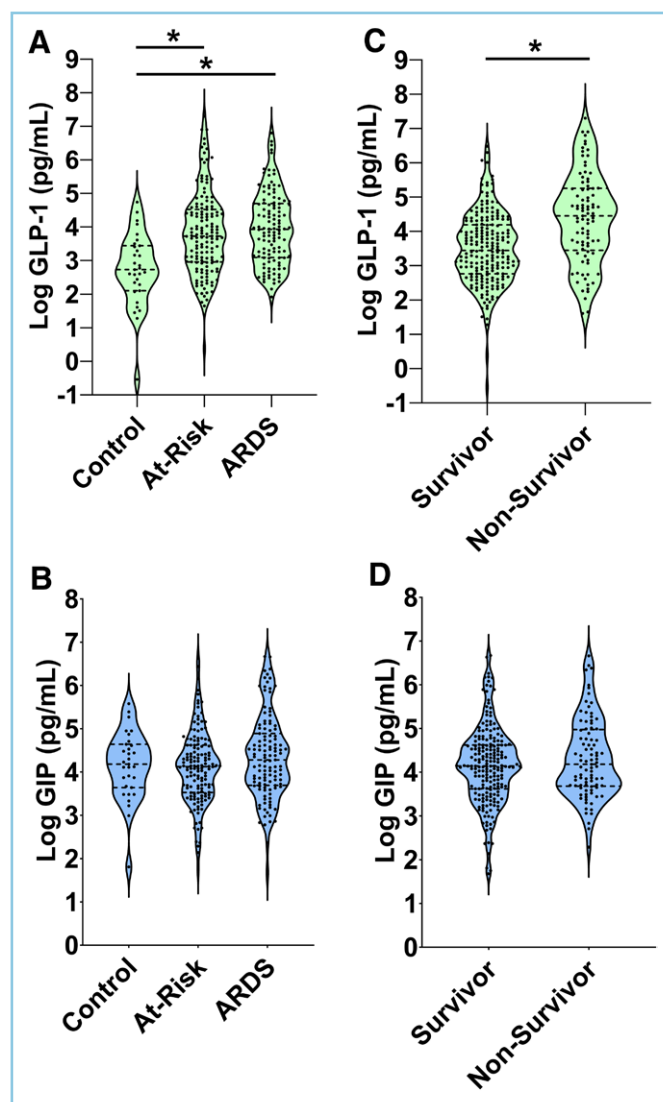 A
Log GLP-1 (pg/mL)
9
8
7
6
5
4
3
2
1
0
-1
*
*
Control
At-Risk
ARDS
C
Log GLP-1 (pg/mL)
9
8
7
6
5
4
3
2
1
0
-1
*
Survivor
Non-Survivor
B
Log GIP (pg/mL)
8
7
6
5
4
3
2
1
0
Control
At-Risk
ARDS
D
Log GIP (pg/mL)
8
7
6
5
4
3
2
1
0
Survivor
Non-Survivor